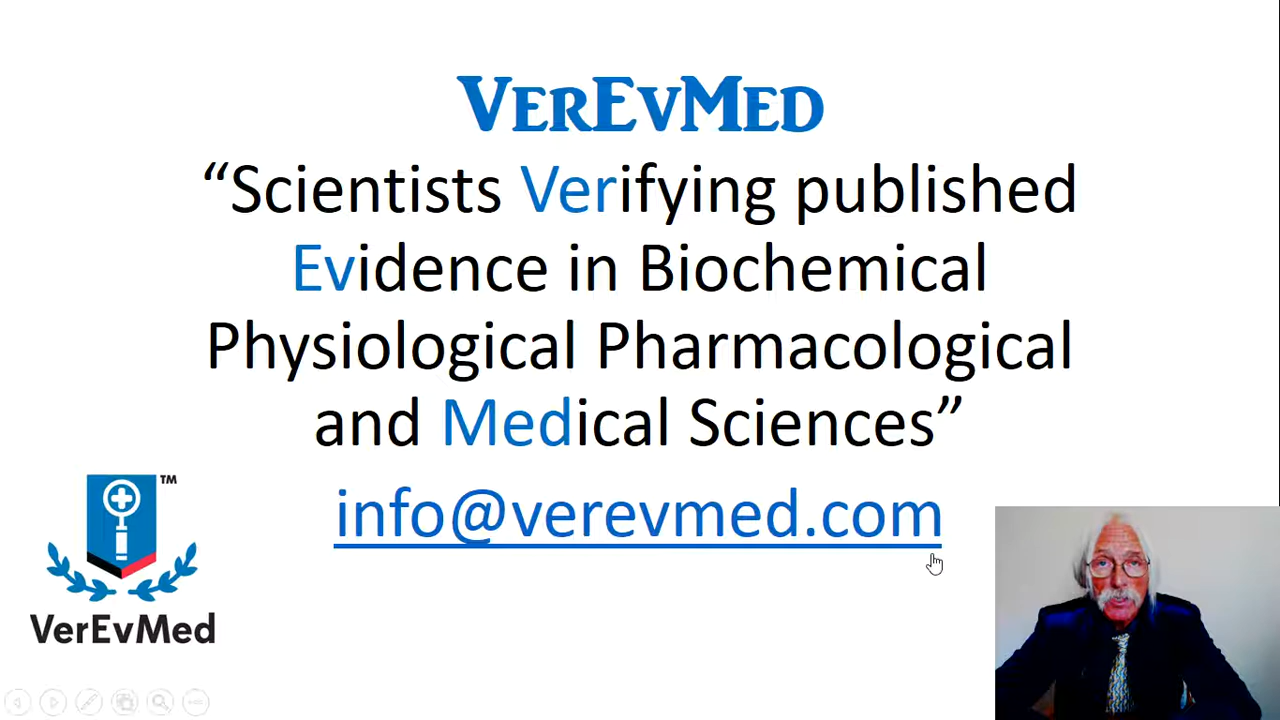 VerEvMed
“Scientists Verifying published
Evidence in Biochemical
Physiological Pharmacological
and Medical Sciences”
info@verevmed.com
TM
VerEvMed